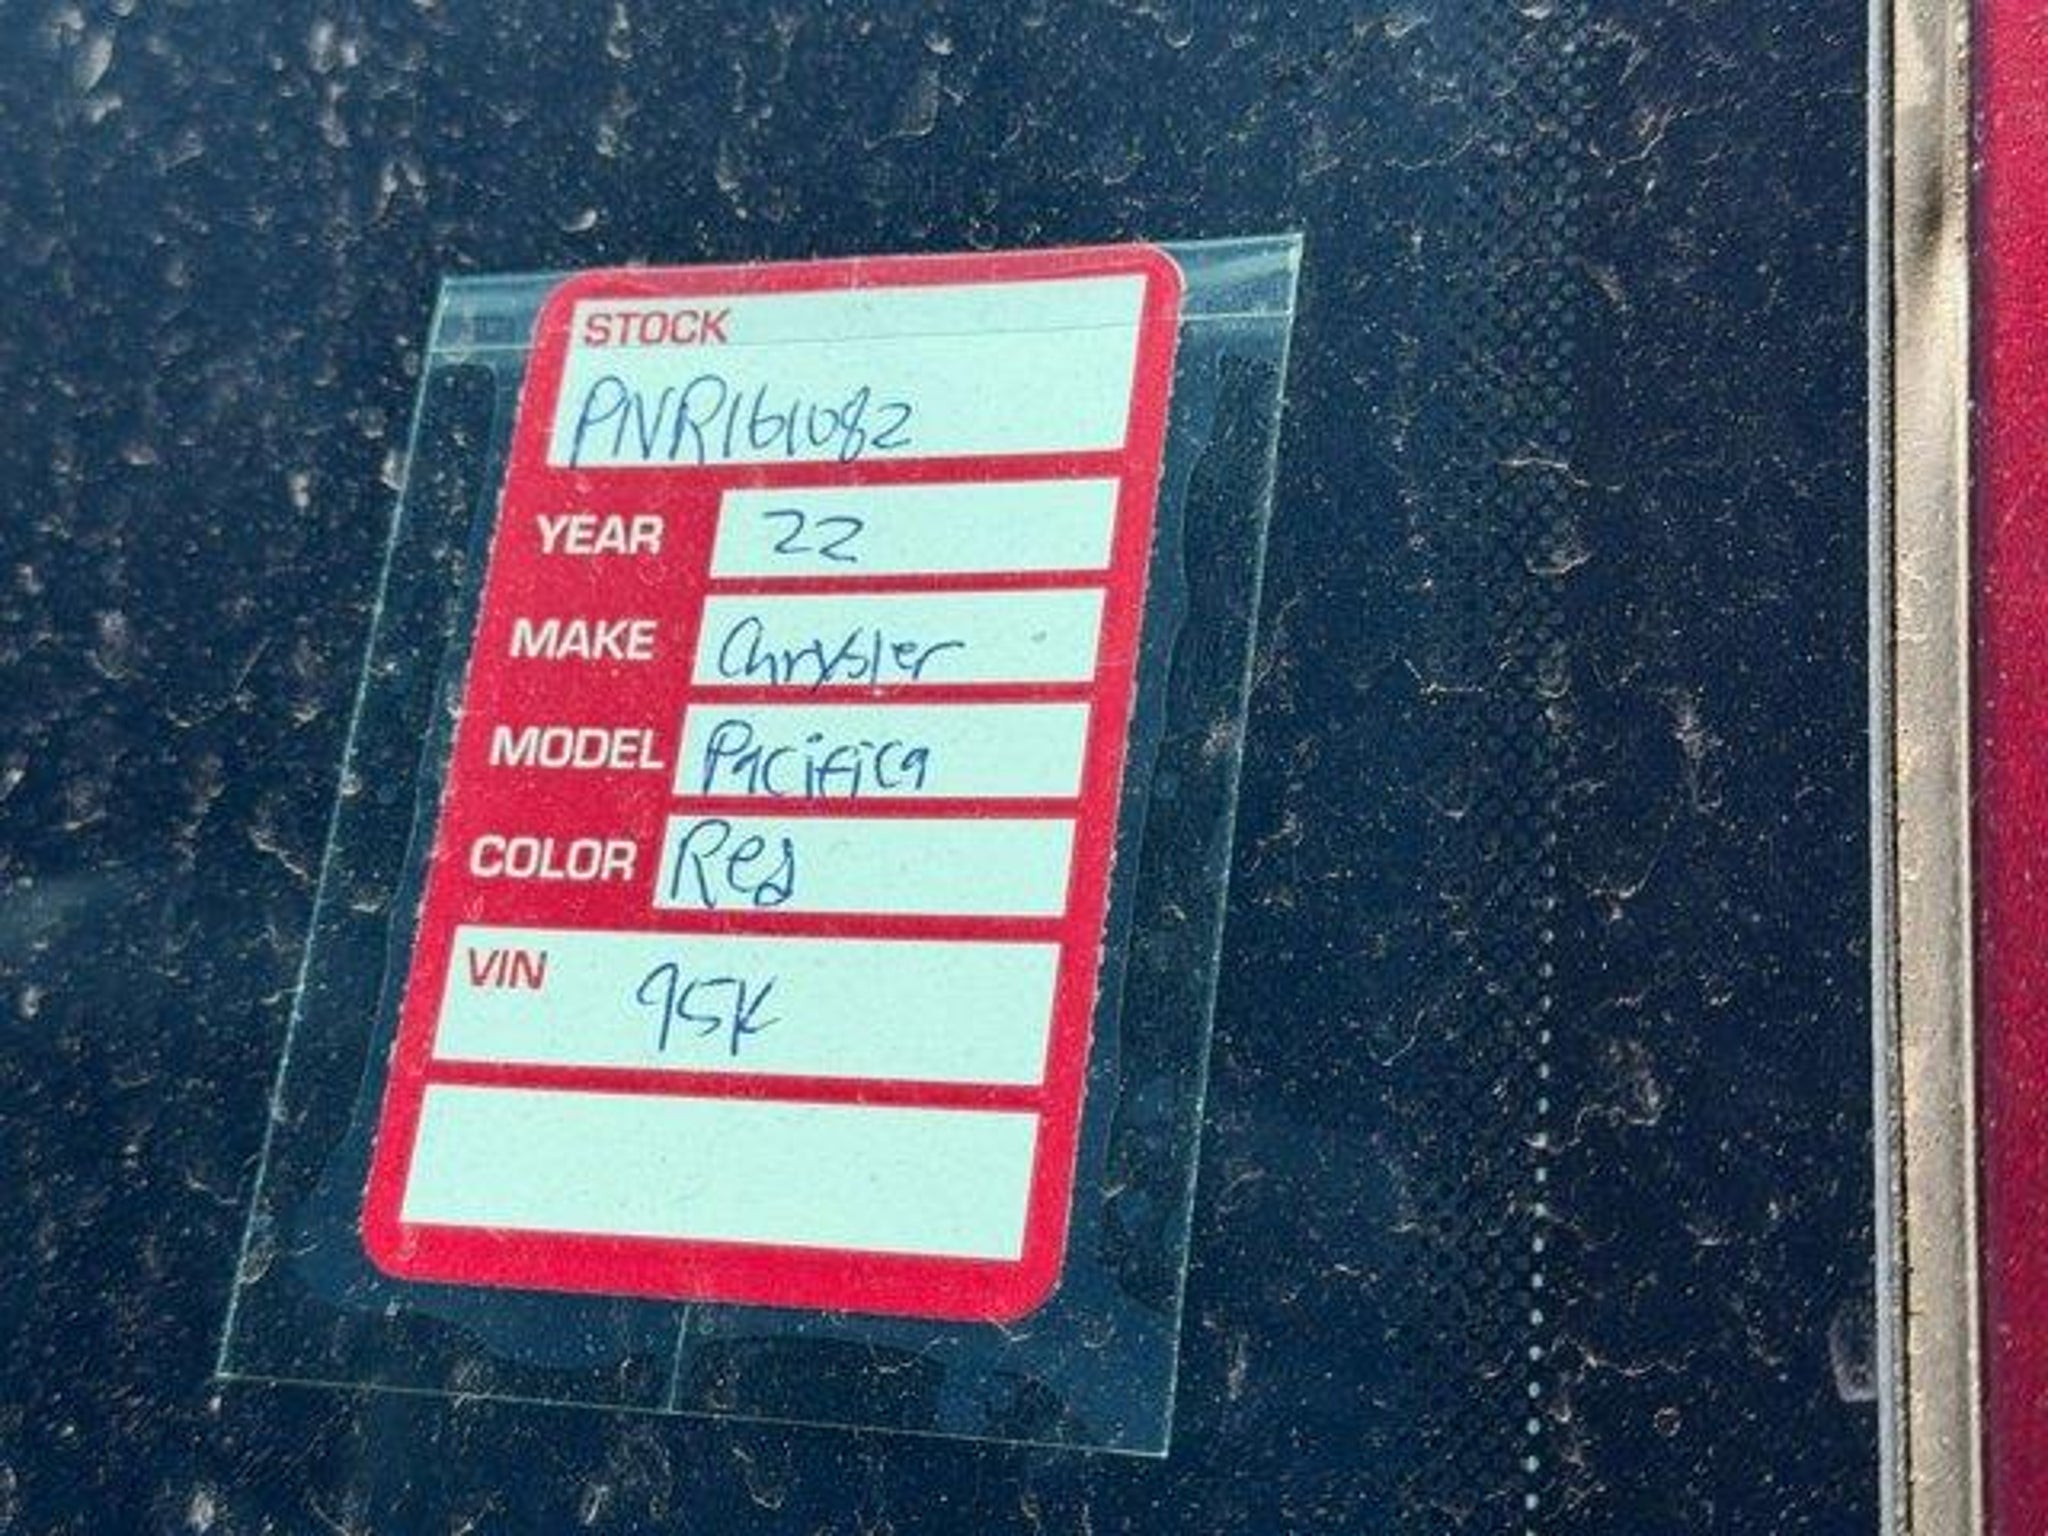 STOCK
PNR161082
YEAR 22
MAKE Chrysler
MODEL Pacifica
COLOR Red
VIN 95K